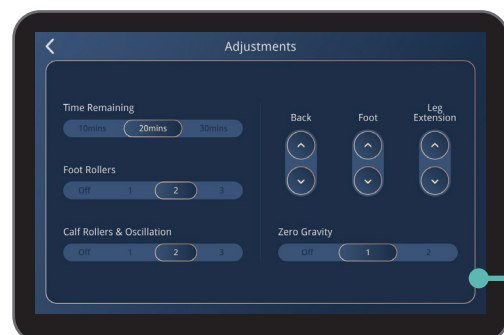 Adjustments
Time Remaining
10mins 20mins 30mins
Foot Rollers
Off 1 2 3
Calf Rollers & Oscillation
Off 1 2 3
Back Foot Leg
Extension
Zero Gravity
Off 1 2